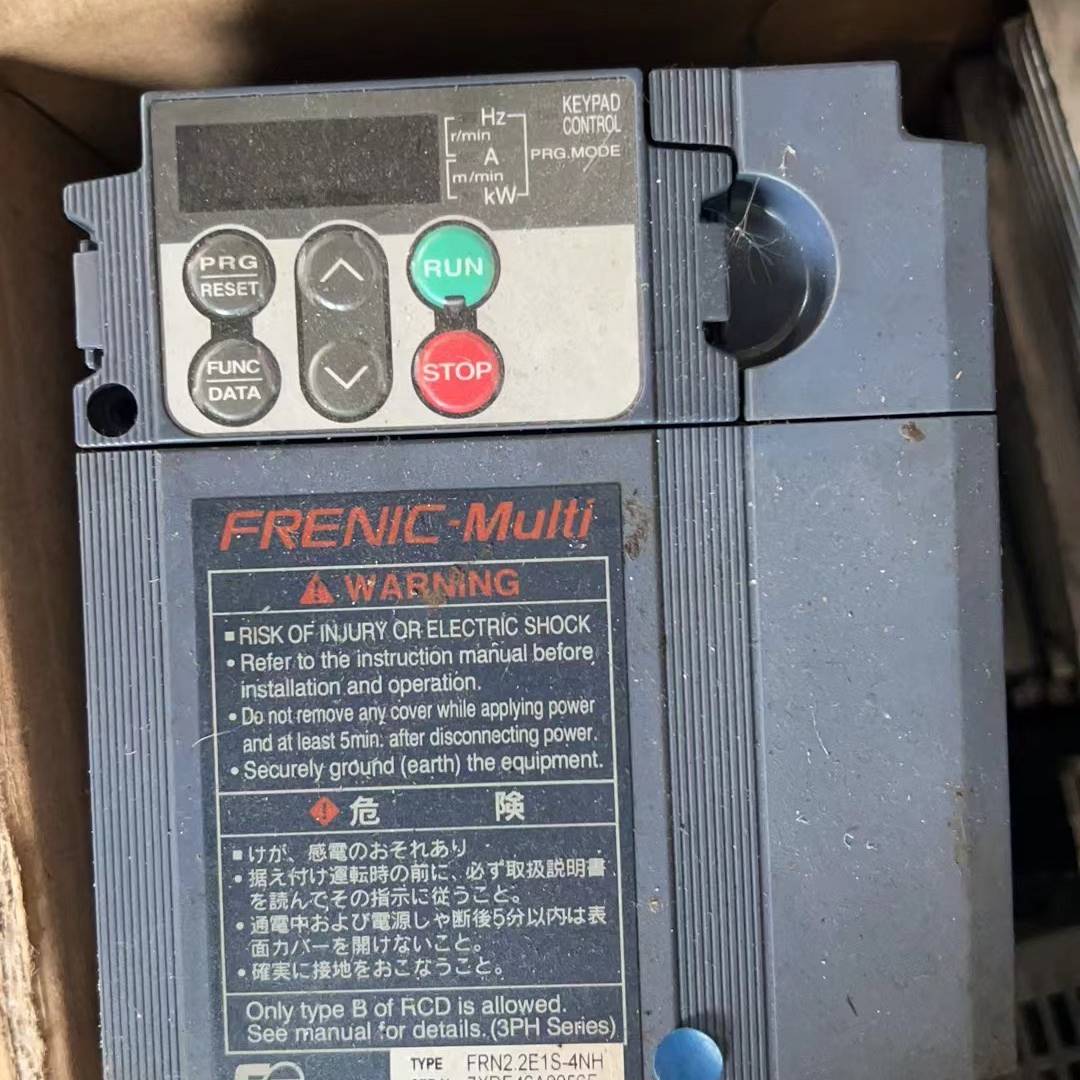 Hz
r/min
A
m/min
kW
KEYPAD
CONTROL
PRG.MODE
PRG
RESET
RUN
FUNC
DATA
STOP
FRENIC-Multi
WARNING
■ RISK OF INJURY OR ELECTRIC SHOCK
• Refer to the instruction manual before
installation and operation.
• Do not remove any cover while applying power
and at least 5min. after disconnecting power.
• Securely ground (earth) the equipment.
危 険
■ けが、感電のおそれあり
• 据え付け運転時の前に、必ず取扱説明書
を読んでその指示に従うこと。
• 通電中および電源しゃ断後5分以内は表
面カバーを開けないこと。
• 確実に接地をおこなうこと。
Only type B of RCD is allowed.
See manual for details.(3PH Series)
TYPE FRN2.2E1S-4NH